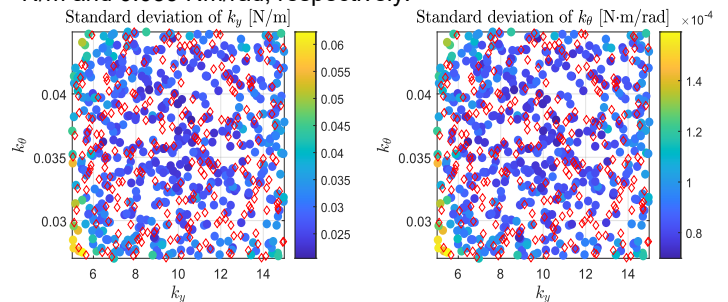 N/m and 0.035 Nm/rad, respectively.
Standard deviation of k_y [N/m]
0.04
0.035
0.03
k_θ
6 8 10 12 14
k_y
0.06
0.055
0.05
0.045
0.04
0.035
0.03
0.025
Standard deviation of k_θ [N·m/rad]
×10⁻⁴
0.04
0.035
0.03
k_θ
6 8 10 12 14
k_y
1.4
1.2
1
0.8